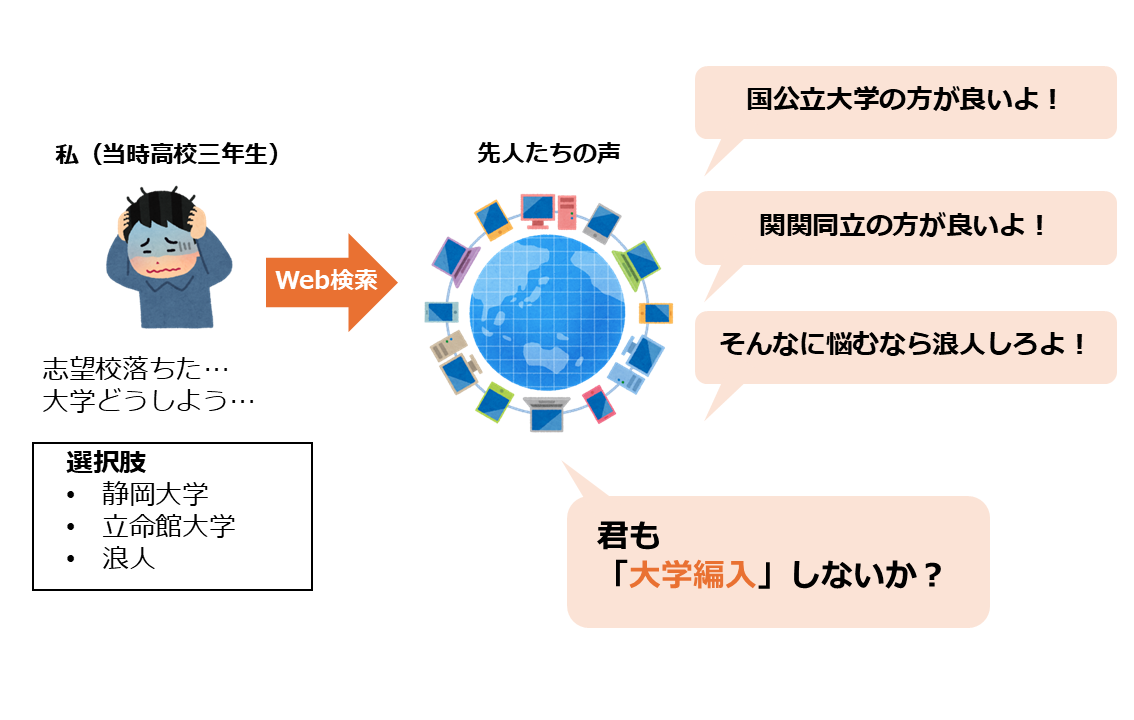 私（当時高校三年生）
志望校落ちた…
大学どうしよう…
選択肢
• 静岡大学
• 立命館大学
• 浪人
Web検索
先人たちの声
国公立大学の方が良いよ！
関関同立の方が良いよ！
そんなに悩むなら浪人しろよ！
君も
「大学編入」しないか？